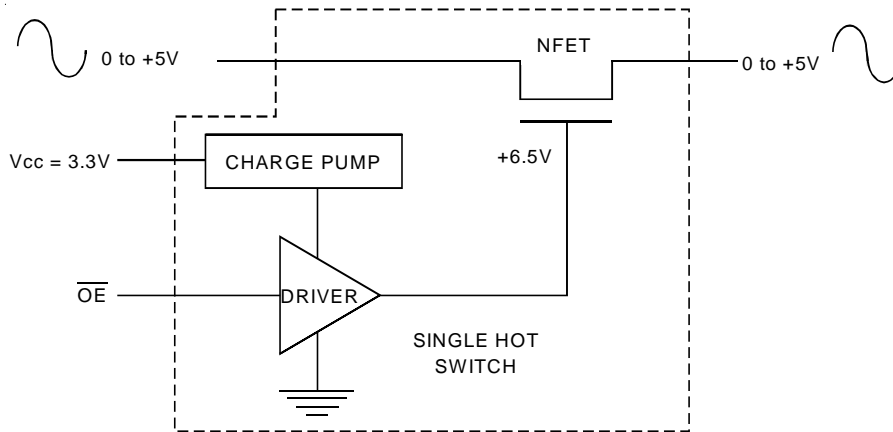 NFET
0 to +5V
0 to +5V
Vcc = 3.3V
CHARGE PUMP
+6.5V
OE
DRIVER
SINGLE HOT
SWITCH